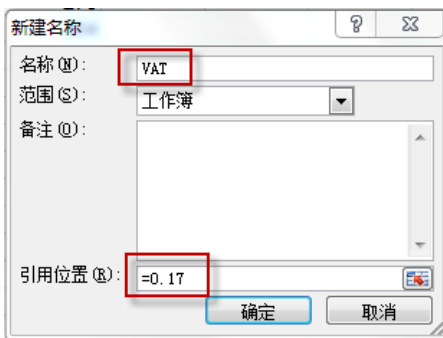 新建名称
名称(N): VAT
范围(S): 工作簿
备注(O):
引用位置(R): =0.17
确定 取消